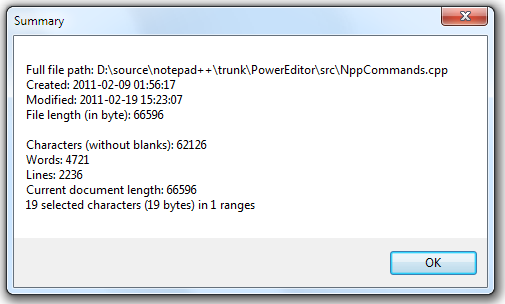 Summary
Full file path: D:\source\notepad++\trunk\PowerEditor\src\NppCommands.cpp
Created: 2011-02-09 01:56:17
Modified: 2011-02-19 15:23:07
File length (in byte): 66596
Characters (without blanks): 62126
Words: 4721
Lines: 2236
Current document length: 66596
19 selected characters (19 bytes) in 1 ranges
OK